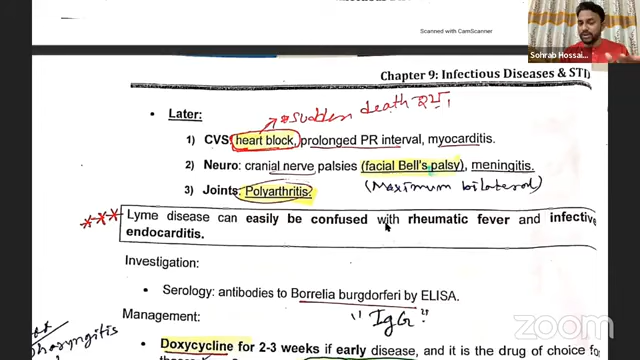 Scanned with CamScanner
Sohrab Hossai
Chapter 9: Infectious Diseases & STD
• Later:
*Sudden death হয়।
1) CVS: heart block, prolonged PR interval, myocarditis.
2) Neuro: cranial nerve palsies (facial Bell's palsy), meningitis.
3) Joints: Polyarthritis.
(Maximum bilateral)
*** Lyme disease can easily be confused with rheumatic fever and infective
endocarditis.
Investigation:
• Serology: antibodies to Borrelia burgdorferi by ELISA.
"IgG"
pharyngitis
Management:
Doxycycline for 2-3 weeks if early disease, and it is the drug of choice fo
zoom